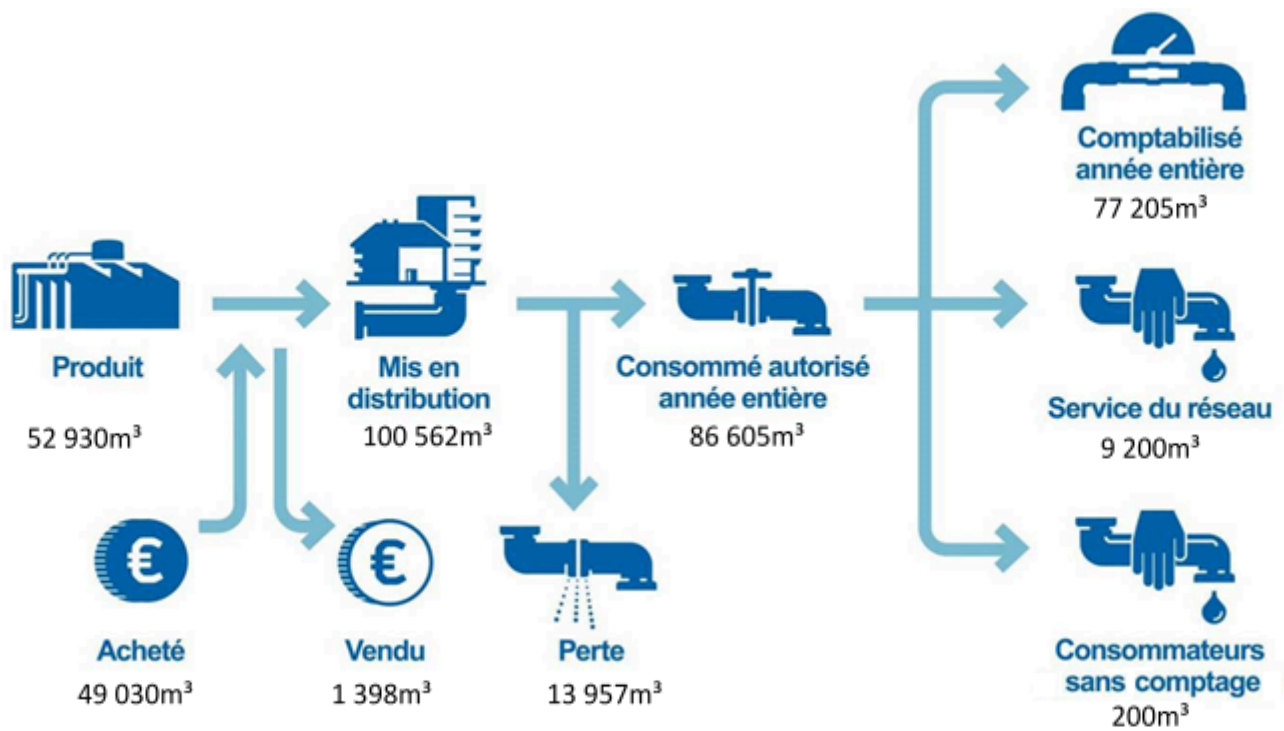 Comptabilisé
année entière
77 205m³
Produit
52 930m³
Mis en
distribution
100 562m³
Consommé autorisé
année entière
86 605m³
Service du réseau
9 200m³
€
Acheté
49 030m³
€
Vendu
1 398m³
Perte
13 957m³
Consommateurs
sans comptage
200m³